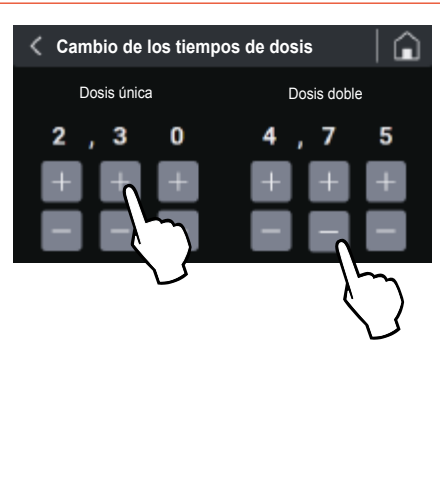 Cambio de los tiempos de dosis
Dosis única Dosis doble
2 , 3 0 4 , 7 5
+ + + + + +
− − − − −